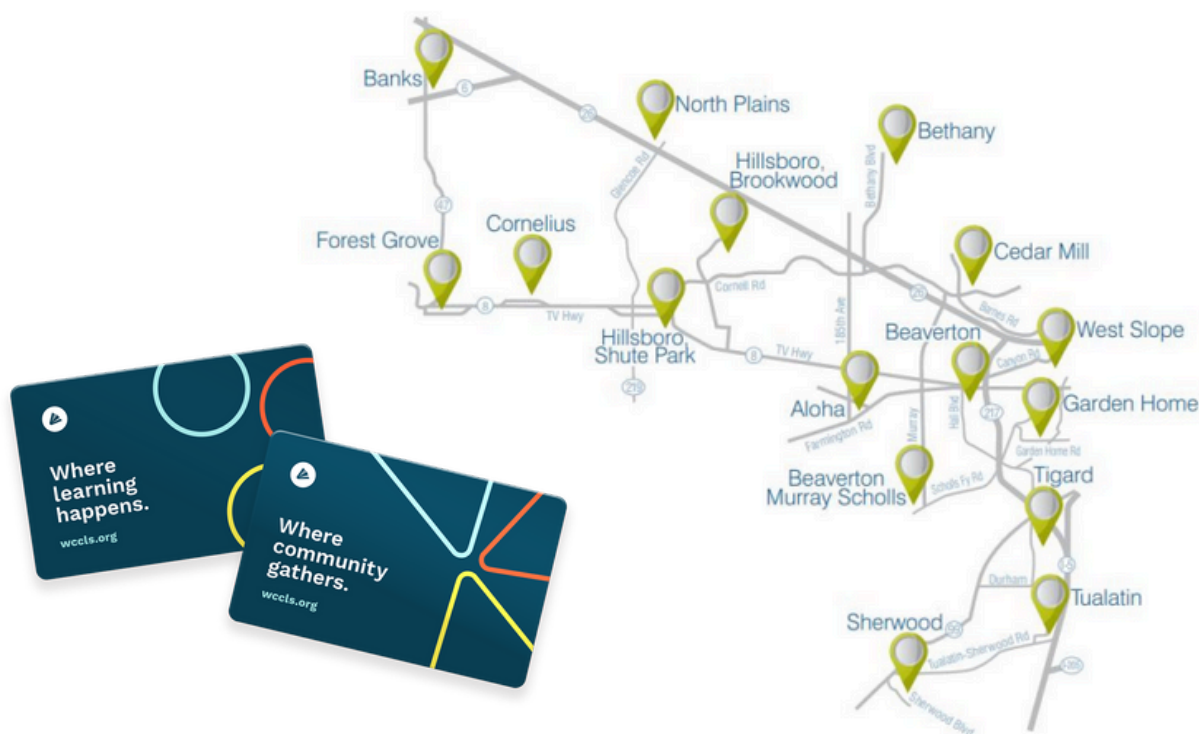 Banks
6
26
North Plains
Bethany
Hillsboro,
Brookwood
Glencoe Rd
Bethany Blvd
47
Forest Grove
Cornelius
Cedar Mill
Cornell Rd
26
8
TV Hwy
185th Ave
Barnes Rd
Hillsboro,
Shute Park
Beaverton
West Slope
8
TV Hwy
Canyon Rd
219
Aloha
Farmington Rd
Murray
Hall Blvd
217
Garden Home
Garden Home Rd
Beaverton
Murray Scholls
Scholls Fy Rd
Tigard
I-5
Durham
Tualatin
Sherwood
99
Tualatin-Sherwood Rd
I-205
Sherwood Blvd
Where
learning
happens.
wccls.org
Where
community
gathers.
wccls.org